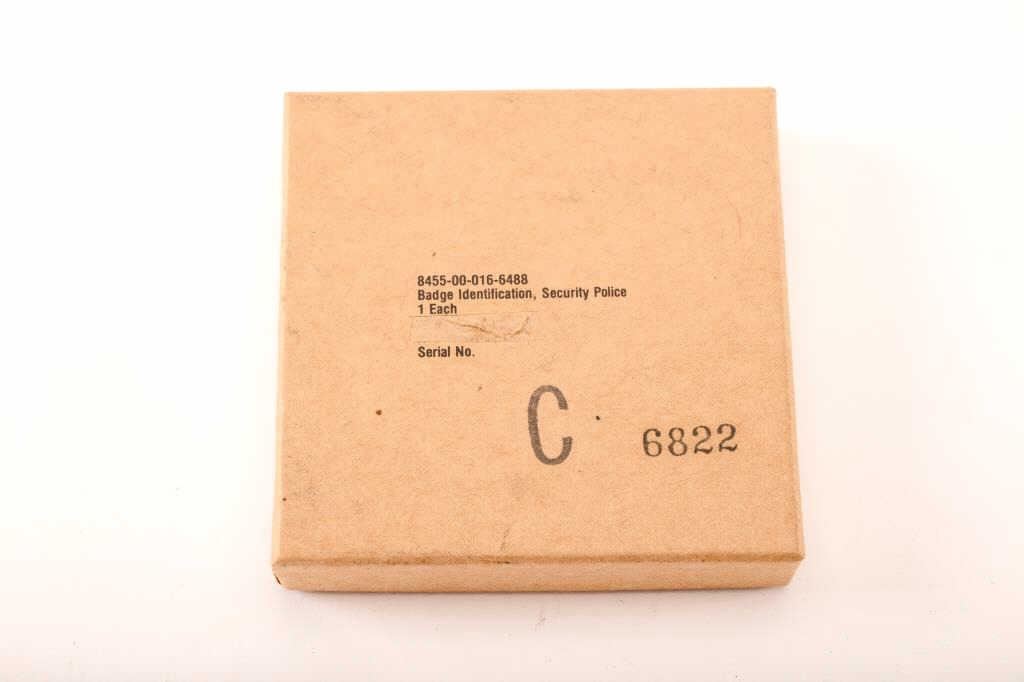 8455-00-016-6488
Badge Identification, Security Police
1 Each
Serial No.
C 6822